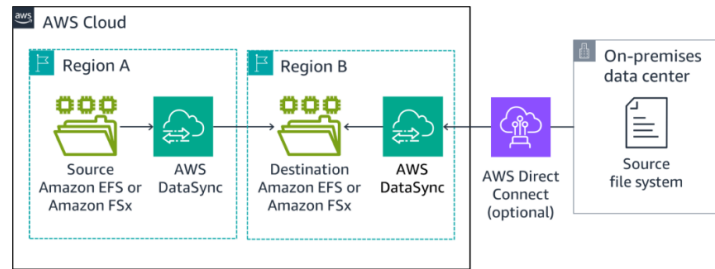 aws
AWS Cloud
Region A
Source
Amazon EFS or
Amazon FSx
AWS
DataSync
Region B
Destination
Amazon EFS or
Amazon FSx
AWS
DataSync
AWS Direct
Connect
(optional)
On-premises
data center
Source
file system